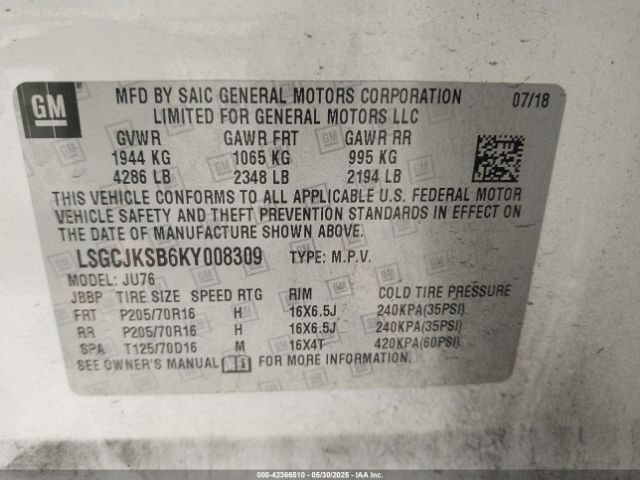 GM
MFD BY SAIC GENERAL MOTORS CORPORATION 07/18
LIMITED FOR GENERAL MOTORS LLC
GVWR GAWR FRT GAWR RR
1944 KG 1065 KG 995 KG
4286 LB 2348 LB 2194 LB
THIS VEHICLE CONFORMS TO ALL APPLICABLE U.S. FEDERAL MOTOR
VEHICLE SAFETY AND THEFT PREVENTION STANDARDS IN EFFECT ON
THE DATE OF MANUFACTURE SHOWN ABOVE.
LSGCJKSB6KY008309 TYPE: M.P.V.
MODEL: JU76
JBBP TIRE SIZE SPEED RTG RIM COLD TIRE PRESSURE
FRT P205/70R16 H 16X6.5J 240KPA(35PSI)
RR P205/70R16 H 16X6.5J 240KPA(35PSI)
SPA T125/70D16 M 16X4T 420KPA(60PSI)
SEE OWNER'S MANUAL FOR MORE INFORMATION.
000-42366510 - 05/30/2025 - IAA Inc.